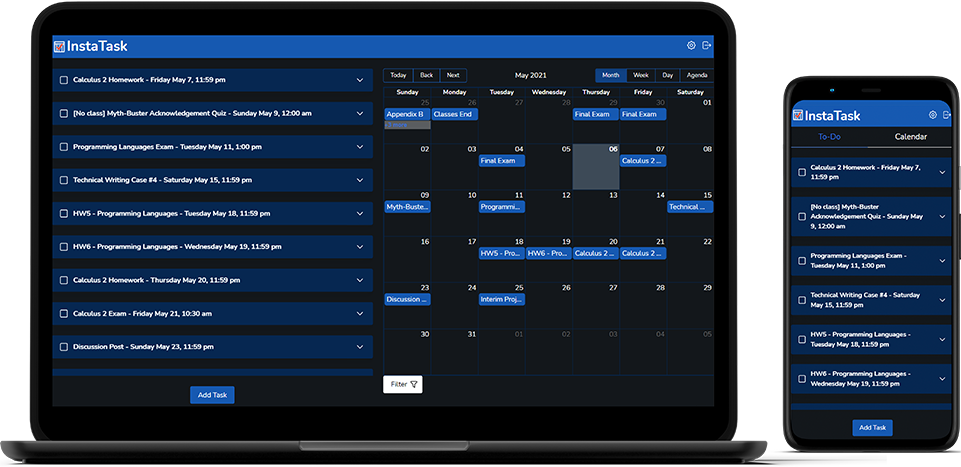 InstaTask
Calculus 2 Homework - Friday May 7, 11:59 pm
[No class] Myth-Buster Acknowledgement Quiz - Sunday May 9, 12:00 am
Programming Languages Exam - Tuesday May 11, 1:00 pm
Technical Writing Case #4 - Saturday May 15, 11:59 pm
HW5 - Programming Languages - Tuesday May 18, 11:59 pm
HW6 - Programming Languages - Wednesday May 19, 11:59 pm
Calculus 2 Homework - Thursday May 20, 11:59 pm
Calculus 2 Exam - Friday May 21, 10:30 am
Discussion Post - Sunday May 23, 11:59 pm
Add Task
Today Back Next May 2021 Month Week Day Agenda
Sunday Monday Tuesday Wednesday Thursday Friday Saturday
25 26 27 28 29 30 01
Appendix B Classes End Final Exam Final Exam
02 03 04 05 06 07 08
Final Exam Calculus 2 ...
09 10 11 12 13 14 15
Myth-Buste... Programmi... Technical ...
16 17 18 19 20 21 22
HW5 - Pro... HW6 - Pro... Calculus 2 ... Calculus 2 ...
23 24 25 26 27 28 29
Discussion ... Interim Proj...
30 31 01 02 03 04 05
Filter
InstaTask
To-Do Calendar
Calculus 2 Homework - Friday May 7,
11:59 pm
[No class] Myth-Buster
Acknowledgement Quiz - Sunday May
9, 12:00 am
Programming Languages Exam -
Tuesday May 11, 1:00 pm
Technical Writing Case #4 - Saturday
May 15, 11:59 pm
HW5 - Programming Languages -
Tuesday May 18, 11:59 pm
HW6 - Programming Languages -
Wednesday May 19, 11:59 pm
Add Task